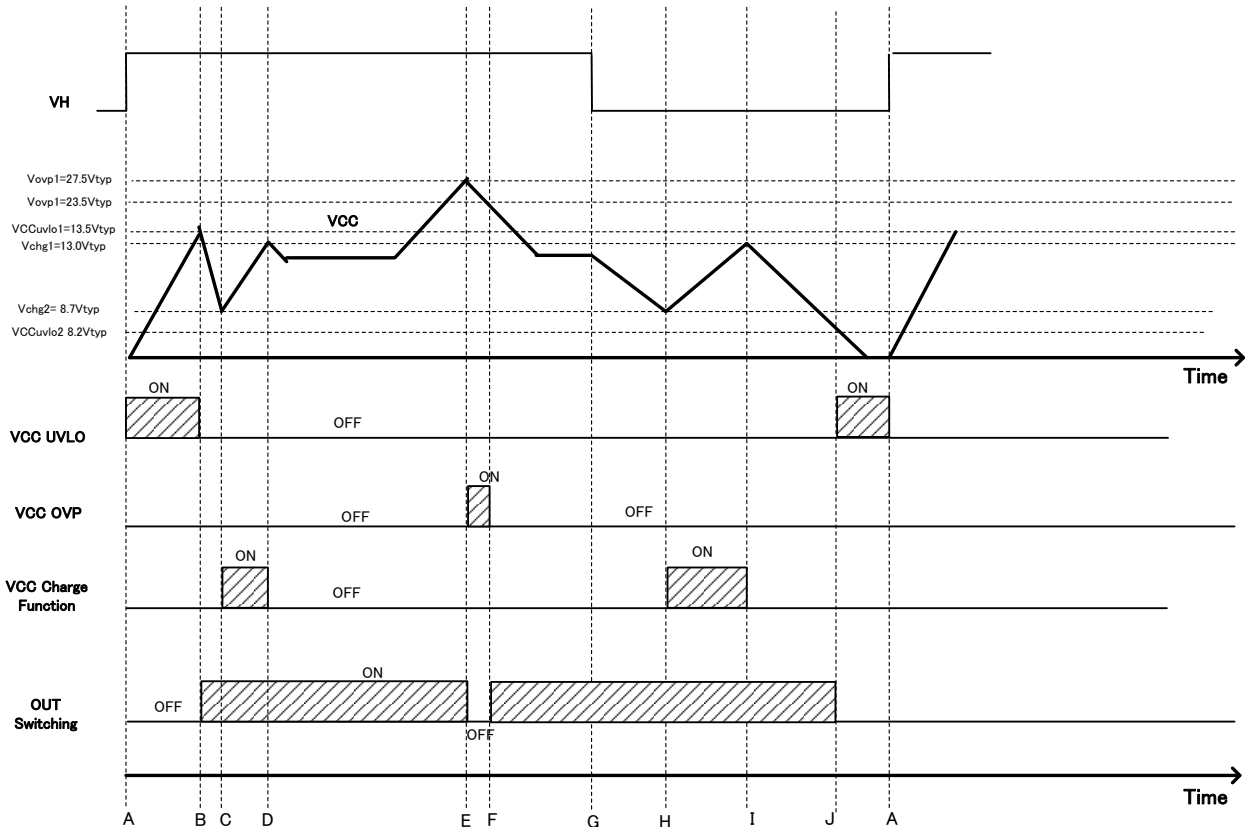 VH
Vovp1=27.5Vtyp
Vovp1=23.5Vtyp
VCCuvlo1=13.5Vtyp
Vchg1=13.0Vtyp
VCC
Vchg2= 8.7Vtyp
VCCuvlo2 8.2Vtyp
Time
ON
ON
OFF
VCC UVLO
ON
VCC OVP
OFF
OFF
ON
ON
VCC Charge
Function
OFF
ON
OUT
Switching
OFF
OFF
Time
A B C D E F G H I J A